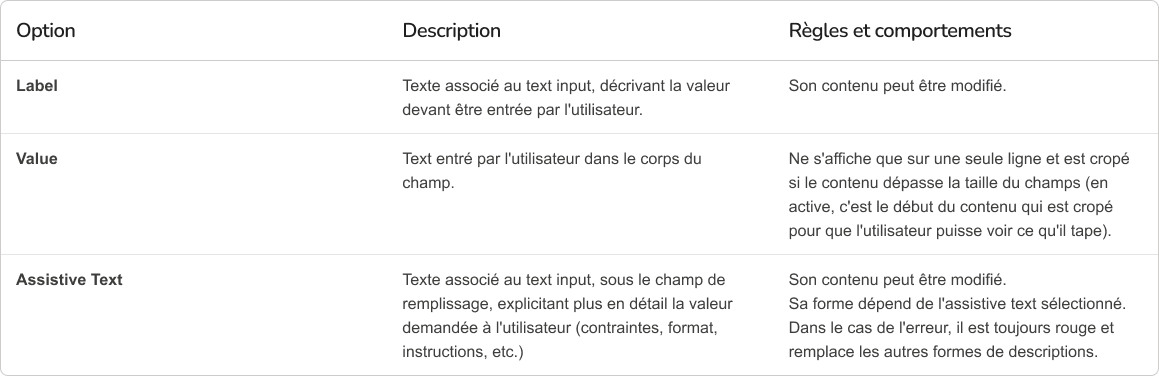 Option
Description
Règles et comportements
Label
Texte associé au text input, décrivant la valeur
devant être entrée par l'utilisateur.
Son contenu peut être modifié.
Value
Text entré par l'utilisateur dans le corps du
champ.
Ne s'affiche que sur une seule ligne et est cropé
si le contenu dépasse la taille du champs (en
active, c'est le début du contenu qui est cropé
pour que l'utilisateur puisse voir ce qu'il tape).
Assistive Text
Texte associé au text input, sous le champ de
remplissage, explicitant plus en détail la valeur
demandée à l'utilisateur (contraintes, format,
instructions, etc.)
Son contenu peut être modifié.
Sa forme dépend de l'assistive text sélectionné.
Dans le cas de l'erreur, il est toujours rouge et
remplace les autres formes de descriptions.